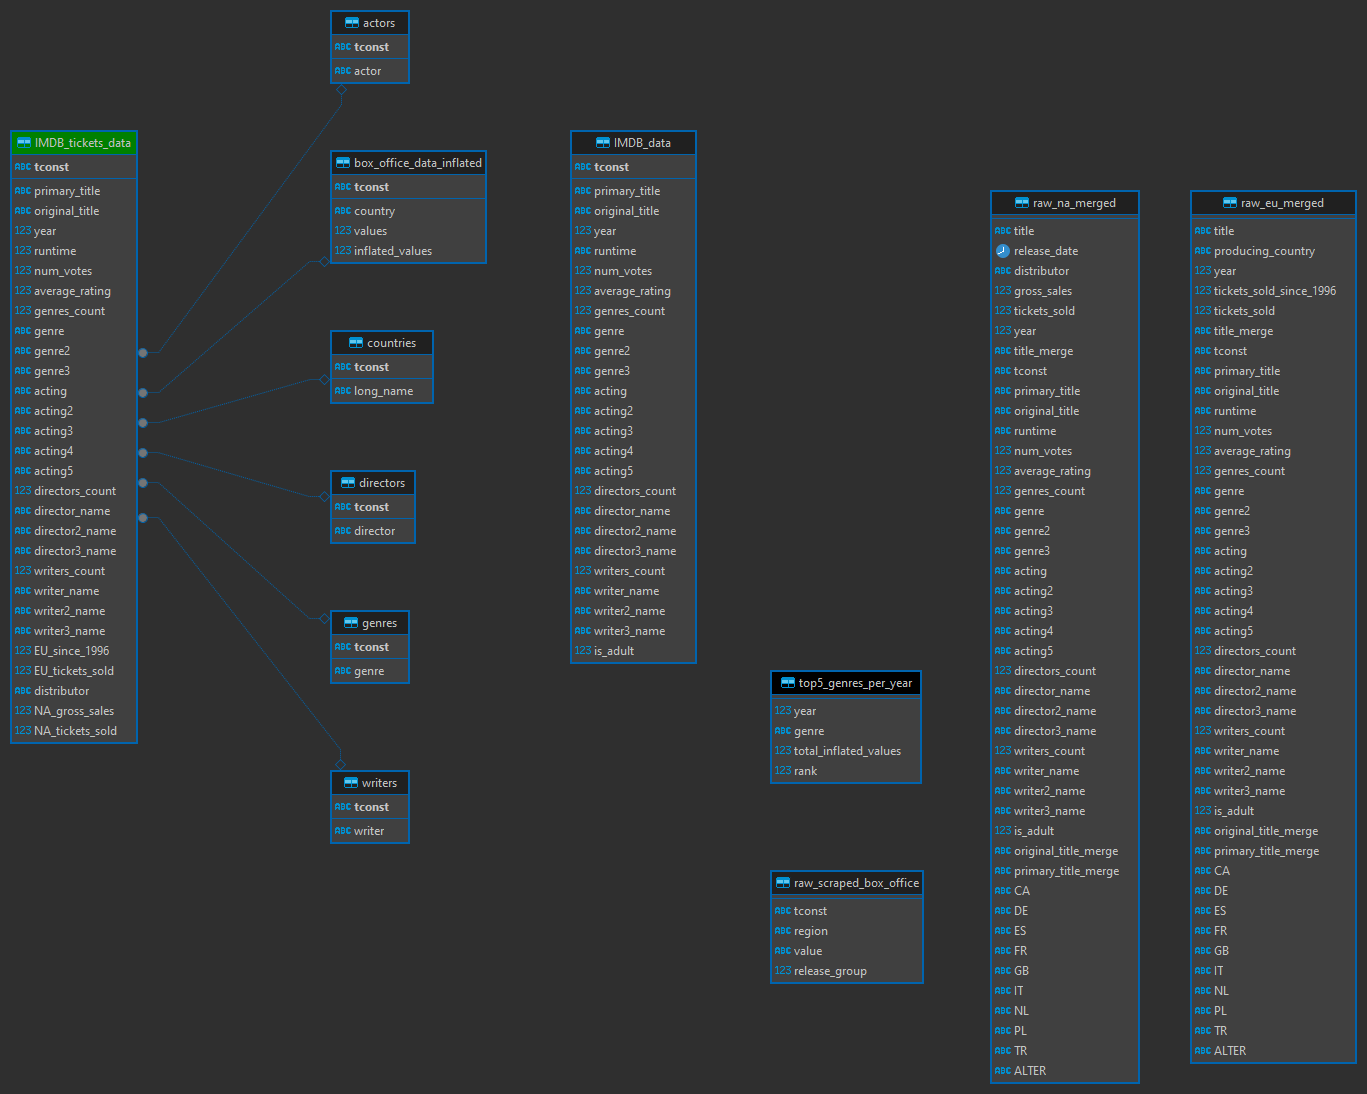 actors
ABC tconst
ABC actor
IMDB_tickets_data
ABC tconst
ABC primary_title
ABC original_title
123 year
123 runtime
123 num_votes
123 average_rating
123 genres_count
ABC genre
ABC genre2
ABC genre3
ABC acting
ABC acting2
ABC acting3
ABC acting4
ABC acting5
123 directors_count
ABC director_name
ABC director2_name
ABC director3_name
123 writers_count
ABC writer_name
ABC writer2_name
ABC writer3_name
123 EU_since_1996
123 EU_tickets_sold
ABC distributor
123 NA_gross_sales
123 NA_tickets_sold
box_office_data_inflated
ABC tconst
ABC country
123 values
123 inflated_values
countries
ABC tconst
ABC long_name
directors
ABC tconst
ABC director
genres
ABC tconst
ABC genre
writers
ABC tconst
ABC writer
IMDB_data
ABC tconst
ABC primary_title
ABC original_title
123 year
ABC runtime
123 num_votes
123 average_rating
123 genres_count
ABC genre
ABC genre2
ABC genre3
ABC acting
ABC acting2
ABC acting3
ABC acting4
ABC acting5
123 directors_count
ABC director_name
ABC director2_name
ABC director3_name
123 writers_count
ABC writer_name
ABC writer2_name
ABC writer3_name
123 is_adult
top5_genres_per_year
123 year
ABC genre
123 total_inflated_values
123 rank
raw_scraped_box_office
ABC tconst
ABC region
ABC value
123 release_group
raw_na_merged
ABC title
release_date
ABC distributor
123 gross_sales
123 tickets_sold
123 year
ABC title_merge
ABC tconst
ABC primary_title
ABC original_title
ABC runtime
123 num_votes
123 average_rating
123 genres_count
ABC genre
ABC genre2
ABC genre3
ABC acting
ABC acting2
ABC acting3
ABC acting4
ABC acting5
123 directors_count
ABC director_name
ABC director2_name
ABC director3_name
123 writers_count
ABC writer_name
ABC writer2_name
ABC writer3_name
123 is_adult
ABC original_title_merge
ABC primary_title_merge
ABC CA
ABC DE
ABC ES
ABC FR
ABC GB
ABC IT
ABC NL
ABC PL
ABC TR
ABC ALTER
raw_eu_merged
ABC title
ABC producing_country
123 year
123 tickets_sold_since_1996
123 tickets_sold
ABC title_merge
ABC tconst
ABC primary_title
ABC original_title
ABC runtime
123 num_votes
123 average_rating
123 genres_count
ABC genre
ABC genre2
ABC genre3
ABC acting
ABC acting2
ABC acting3
ABC acting4
ABC acting5
123 directors_count
ABC director_name
ABC director2_name
ABC director3_name
123 writers_count
ABC writer_name
ABC writer2_name
ABC writer3_name
123 is_adult
ABC original_title_merge
ABC primary_title_merge
ABC CA
ABC DE
ABC ES
ABC FR
ABC GB
ABC IT
ABC NL
ABC PL
ABC TR
ABC ALTER